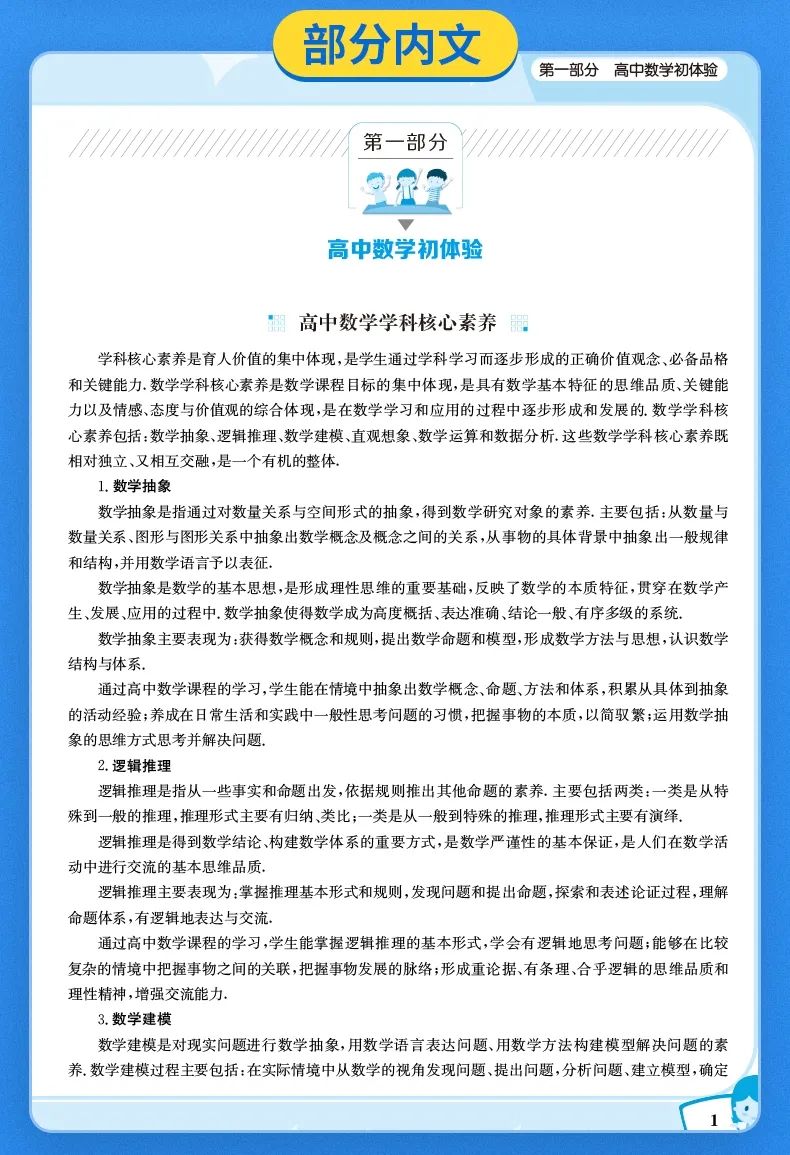 部分内文
第一部分 高中数学初体验
第一部分
高中数学初体验
高中数学学科核心素养
学科核心素养是育人价值的集中体现,是学生通过学科学习而逐步形成的正确价值观念、必备品格
和关键能力.数学学科核心素养是数学课程目标的集中体现,是具有数学基本特征的思维品质、关键能
力以及情感、态度与价值观的综合体现,是在数学学习和应用的过程中逐步形成和发展的.数学学科核
心素养包括:数学抽象、逻辑推理、数学建模、直观想象、数学运算和数据分析.这些数学学科核心素养既
相对独立、又相互交融,是一个有机的整体.
1.数学抽象
数学抽象是指通过对数量关系与空间形式的抽象,得到数学研究对象的素养.主要包括:从数量与
数量关系、图形与图形关系中抽象出数学概念及概念之间的关系,从事物的具体背景中抽象出一般规律
和结构,并用数学语言予以表征.
数学抽象是数学的基本思想,是形成理性思维的重要基础,反映了数学的本质特征,贯穿在数学产
生、发展、应用的过程中.数学抽象使得数学成为高度概括、表达准确、结论一般、有序多级的系统.
数学抽象主要表现为:获得数学概念和规则,提出数学命题和模型,形成数学方法与思想,认识数学
结构与体系.
通过高中数学课程的学习,学生能在情境中抽象出数学概念、命题、方法和体系,积累从具体到抽象
的活动经验;养成在日常生活和实践中一般性思考问题的习惯,把握事物的本质,以简驭繁;运用数学抽
象的思维方式思考并解决问题.
2.逻辑推理
逻辑推理是指从一些事实和命题出发,依据规则推出其他命题的素养.主要包括两类:一类是从特
殊到一般的推理,推理形式主要有归纳、类比;一类是从一般到特殊的推理,推理形式主要有演绎.
逻辑推理是得到数学结论、构建数学体系的重要方式,是数学严谨性的基本保证,是人们在数学活
动中进行交流的基本思维品质.
逻辑推理主要表现为:掌握推理基本形式和规则,发现问题和提出命题,探索和表述论证过程,理解
命题体系,有逻辑地表达与交流.
通过高中数学课程的学习,学生能掌握逻辑推理的基本形式,学会有逻辑地思考问题;能够在比较
复杂的情境中把握事物之间的关联,把握事物发展的脉络;形成重论据、有条理、合乎逻辑的思维品质和
理性精神,增强交流能力.
3.数学建模
数学建模是对现实问题进行数学抽象,用数学语言表达问题、用数学方法构建模型解决问题的素
养.数学建模过程主要包括:在实际情境中从数学的视角发现问题、提出问题,分析问题、建立模型,确定
1